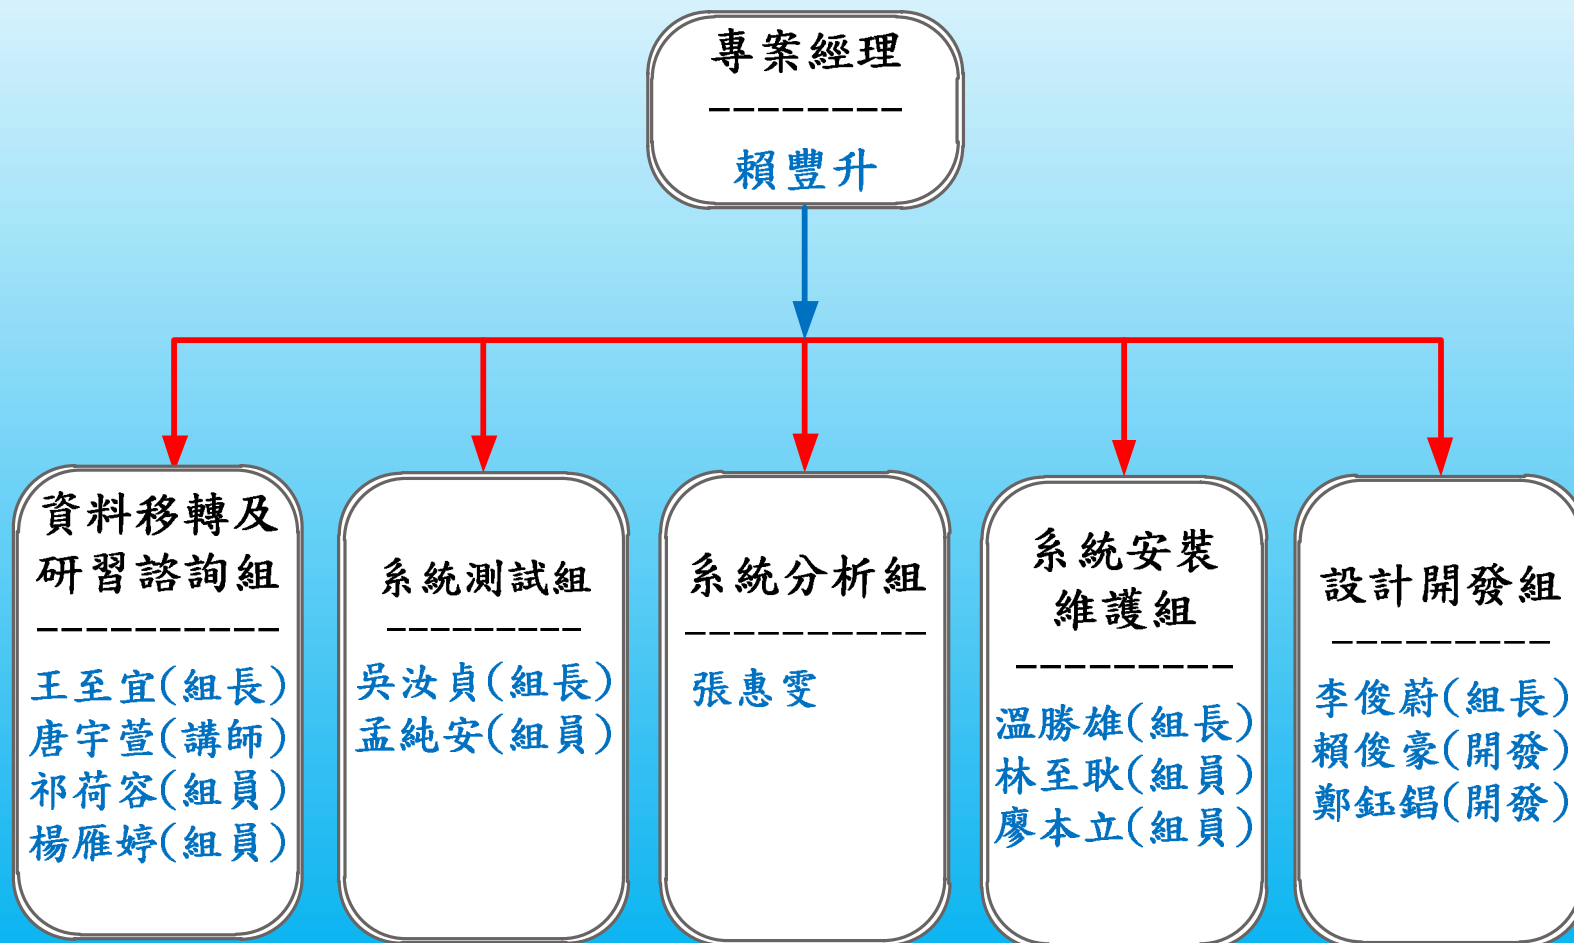 專案經理
--------
賴豐升
資料移轉及
研習諮詢組
----------
王至宜(組長)
唐宇萱(講師)
祁荷容(組員)
楊雁婷(組員)
系統測試組
---------
吳汝貞(組長)
孟純安(組員)
系統分析組
----------
張惠雯
系統安裝
維護組
---------
溫勝雄(組長)
林至耿(組員)
廖本立(組員)
設計開發組
---------
李俊蔚(組長)
賴俊豪(開發)
鄭鈺錩(開發)